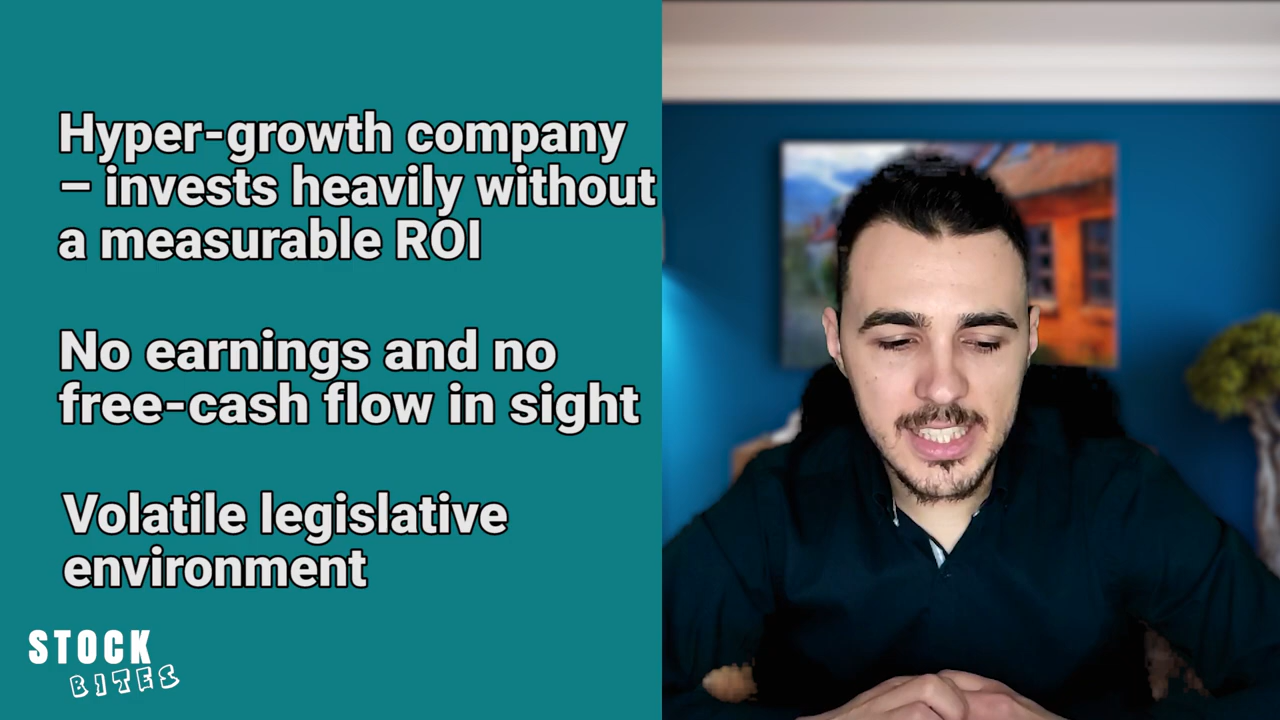 Hyper-growth company
– invests heavily without
a measurable ROI
No earnings and no
free-cash flow in sight
Volatile legislative
environment
STOCK
BITES